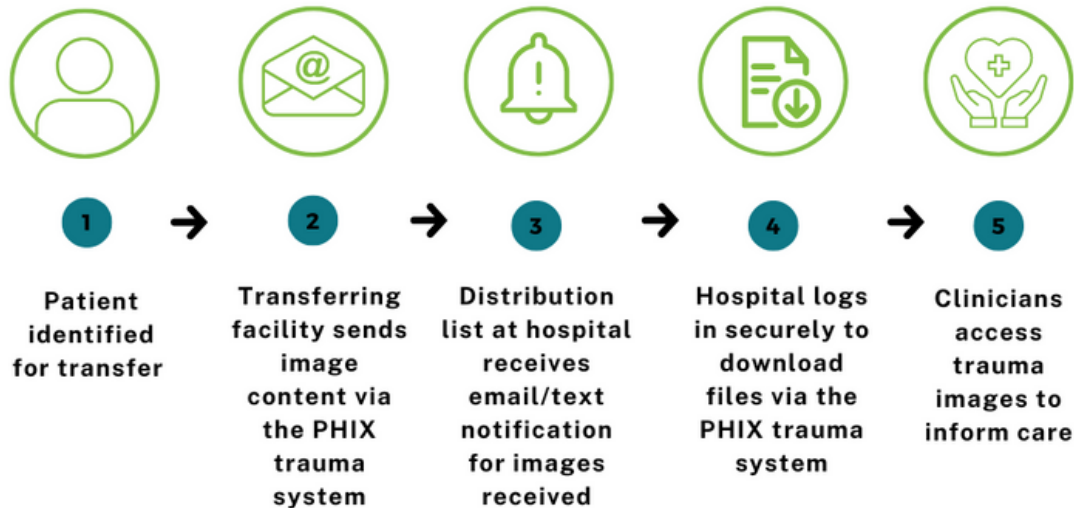 @
!
1
2
3
4
5
Patient
identified
for transfer
Transferring
facility sends
image
content via
the PHIX
trauma
system
Distribution
list at hospital
receives
email/text
notification
for images
received
Hospital logs
in securely to
download
files via the
PHIX trauma
system
Clinicians
access
trauma
images to
inform care